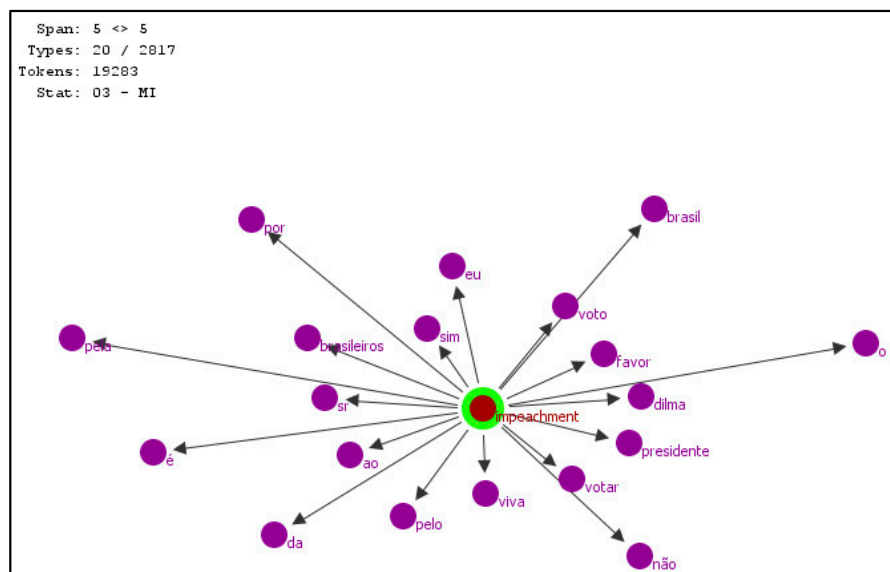 Span: 5 <> 5
Types: 20 / 2817
Tokens: 19283
Stat: 03 - MI
brasil
por
eu
voto
sim
pela
brasileiros
o
favor
sr
dilma
impeachment
presidente
é
ao
votar
viva
pelo
da
não